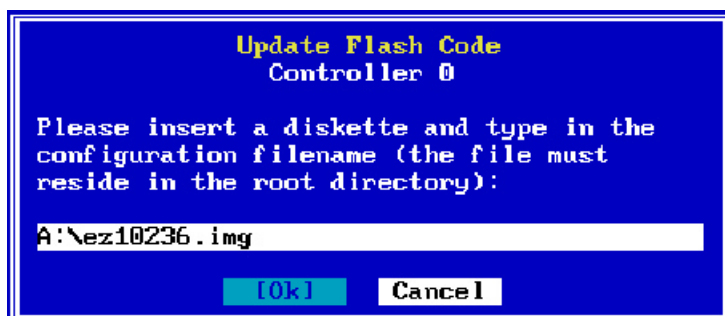 Update Flash Code
Controller 0
Please insert a diskette and type in the
configuration filename (the file must
reside in the root directory):
A:\ez10236.img
[Ok] Cancel